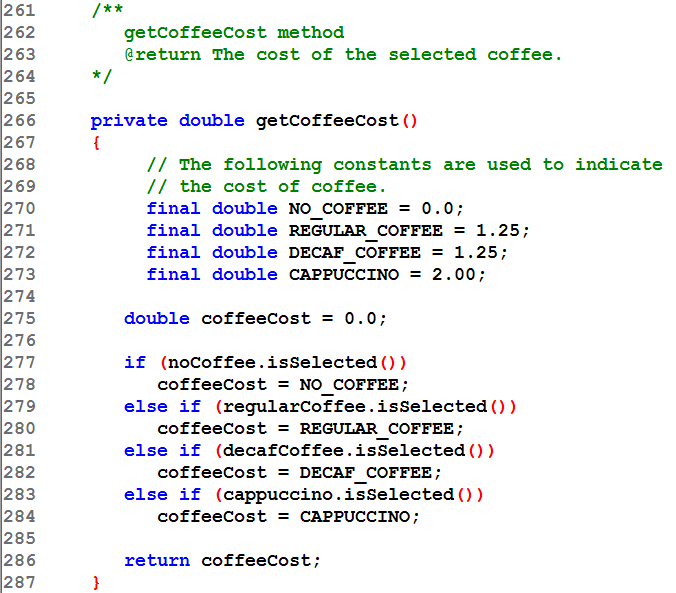 261 /**
262 getCoffeeCost method
263 @return The cost of the selected coffee.
264 */
265
266 private double getCoffeeCost()
267 {
268 // The following constants are used to indicate
269 // the cost of coffee.
270 final double NO_COFFEE = 0.0;
271 final double REGULAR_COFFEE = 1.25;
272 final double DECAF_COFFEE = 1.25;
273 final double CAPPUCCINO = 2.00;
274
275 double coffeeCost = 0.0;
276
277 if (noCoffee.isSelected())
278 coffeeCost = NO_COFFEE;
279 else if (regularCoffee.isSelected())
280 coffeeCost = REGULAR_COFFEE;
281 else if (decafCoffee.isSelected())
282 coffeeCost = DECAF_COFFEE;
283 else if (cappuccino.isSelected())
284 coffeeCost = CAPPUCCINO;
285
286 return coffeeCost;
287 }